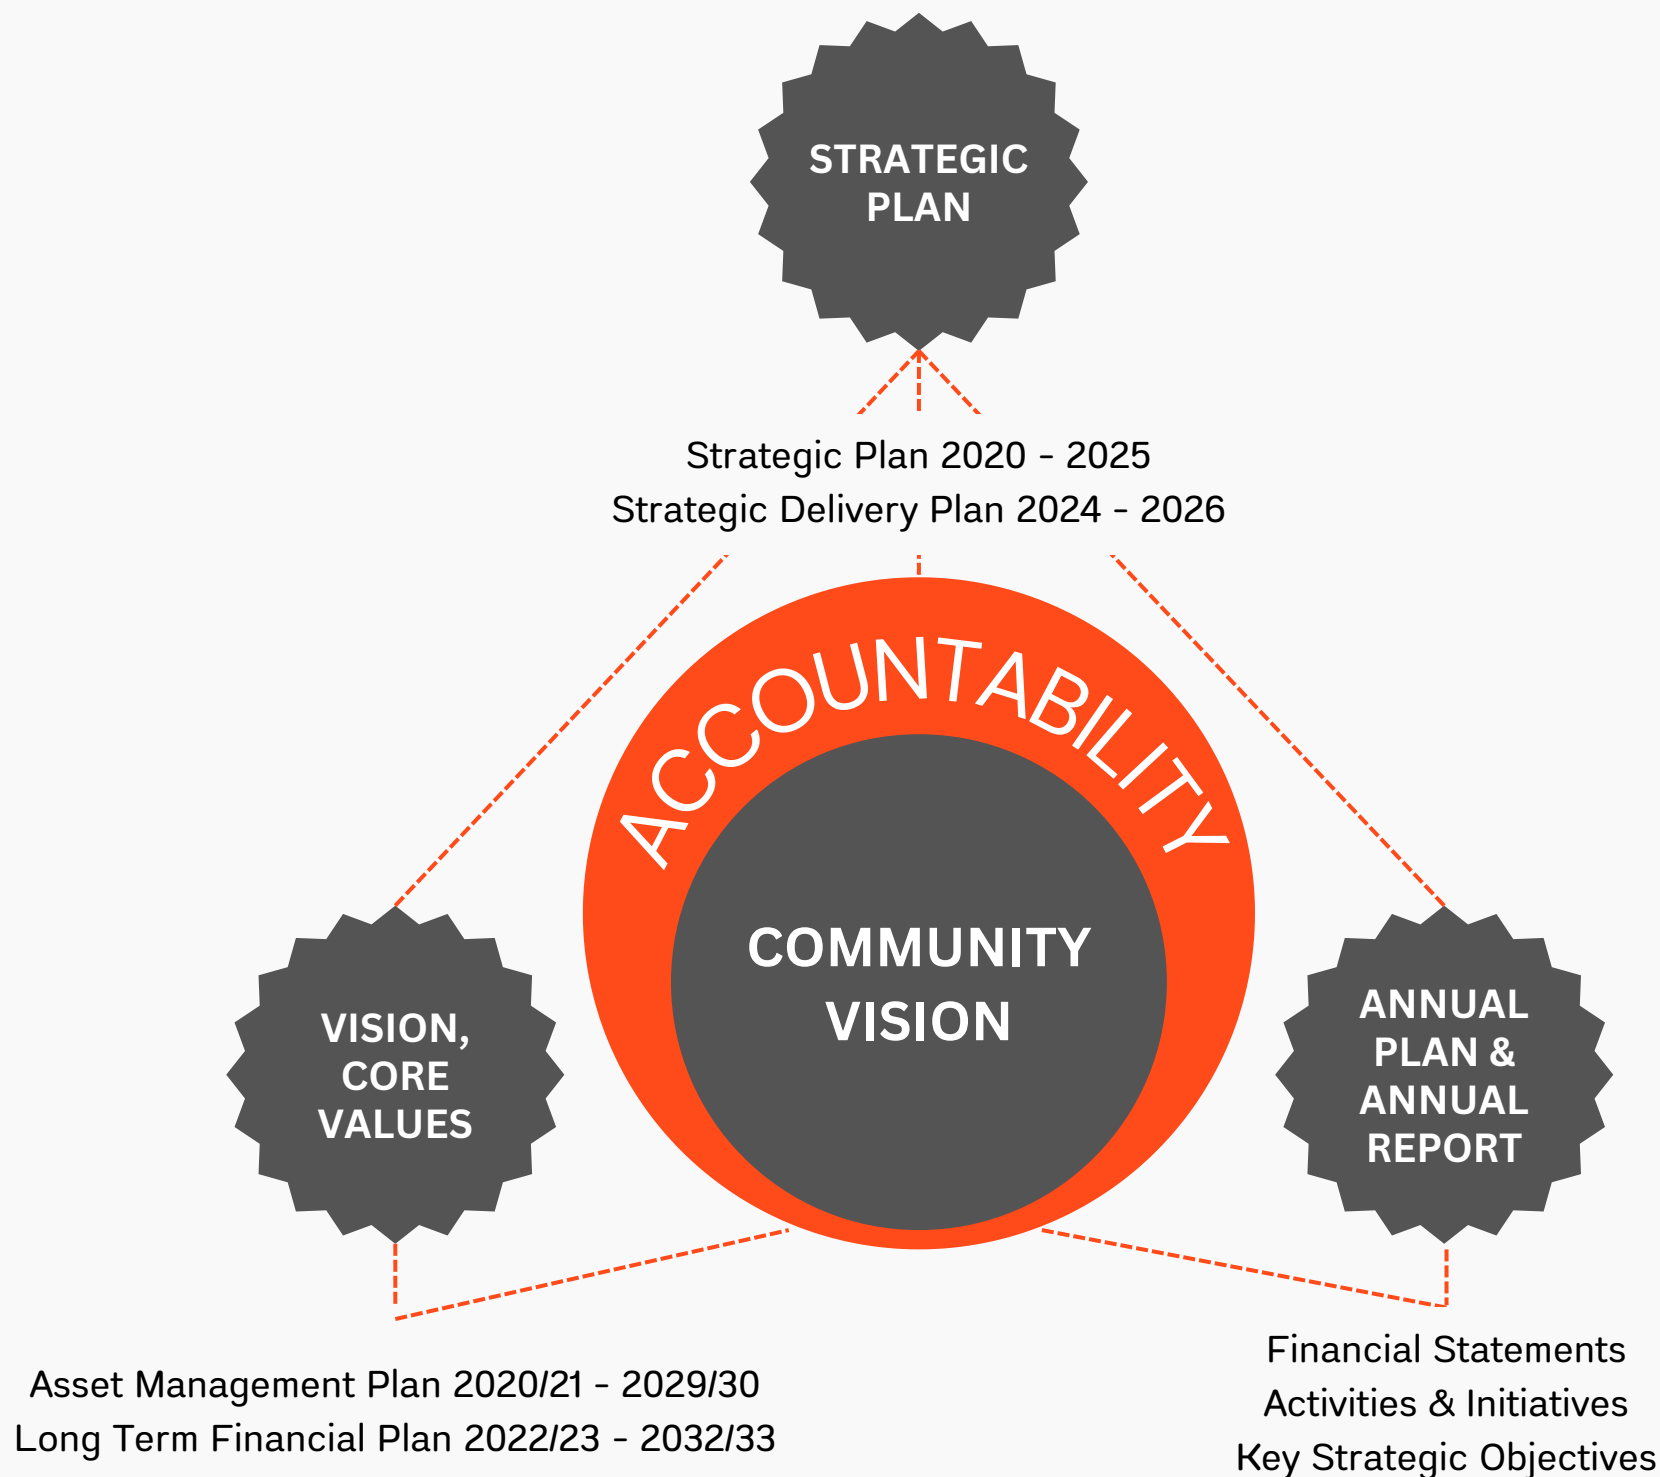 STRATEGIC
PLAN
Strategic Plan 2020 - 2025
Strategic Delivery Plan 2024 - 2026
ACCOUNTABILITY
COMMUNITY
VISION
VISION,
CORE
VALUES
ANNUAL
PLAN &
ANNUAL
REPORT
Asset Management Plan 2020/21 - 2029/30
Long Term Financial Plan 2022/23 - 2032/33
Financial Statements
Activities & Initiatives
Key Strategic Objectives